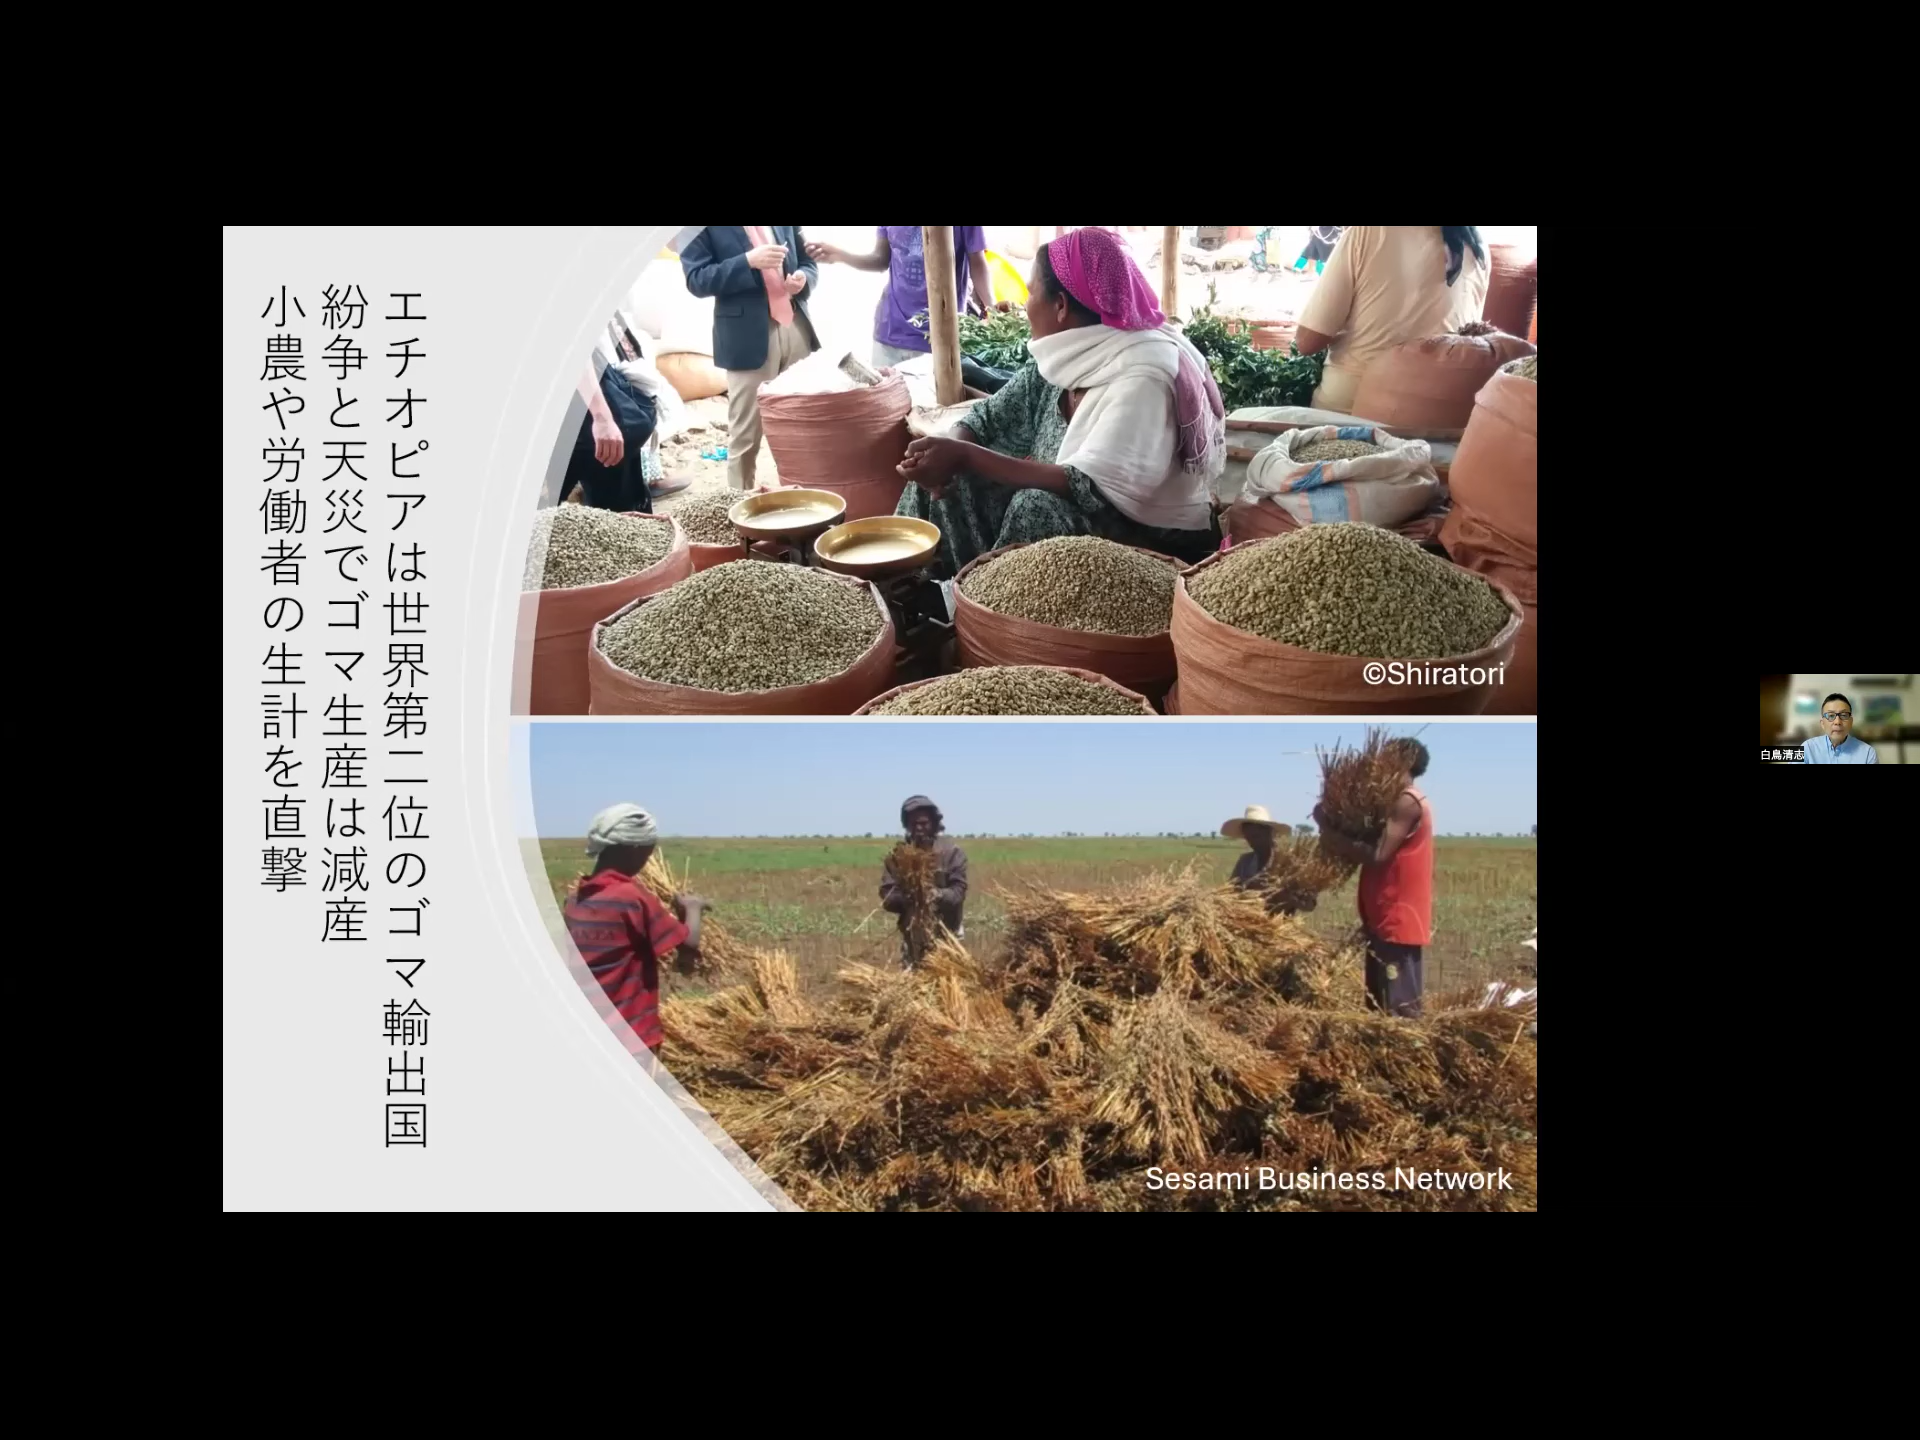 エチオピアは世界第二位のゴマ輸出国
紛争と天災でゴマ生産は減産
小農や労働者の生計を直撃
©Shiratori
Sesami Business Network
白鳥清志